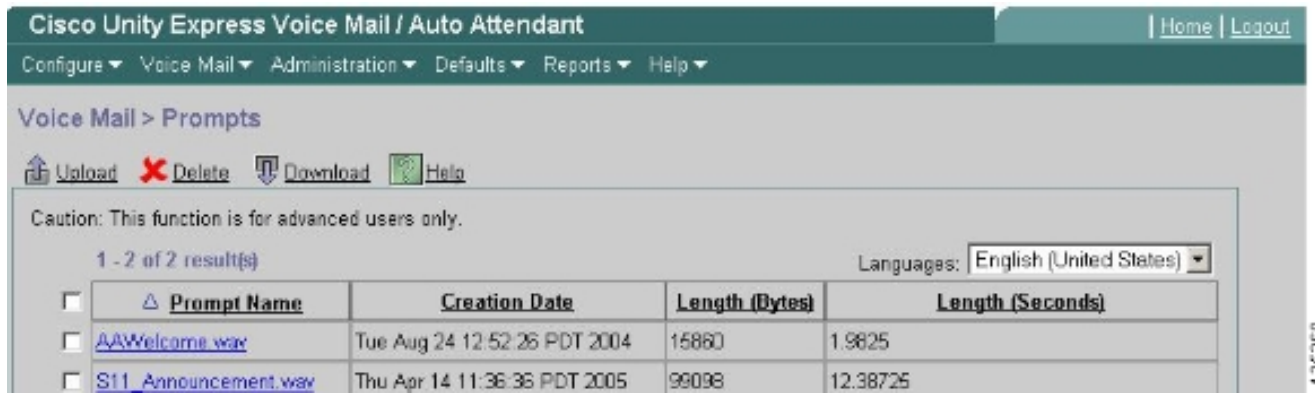 Cisco Unity Express Voice Mail / Auto Attendant | Home | Logout
Configure Voice Mail Administration Defaults Reports Help
Voice Mail > Prompts
Upload Delete Download Help
Caution: This function is for advanced users only.
1 - 2 of 2 result(s) Languages: English (United States)
Prompt Name Creation Date Length (Bytes) Length (Seconds)
AAWelcome.wav Tue Aug 24 12:52:26 PDT 2004 15860 1.9825
S11_Announcement.wav Thu Apr 14 11:36:36 PDT 2005 99098 12.38725